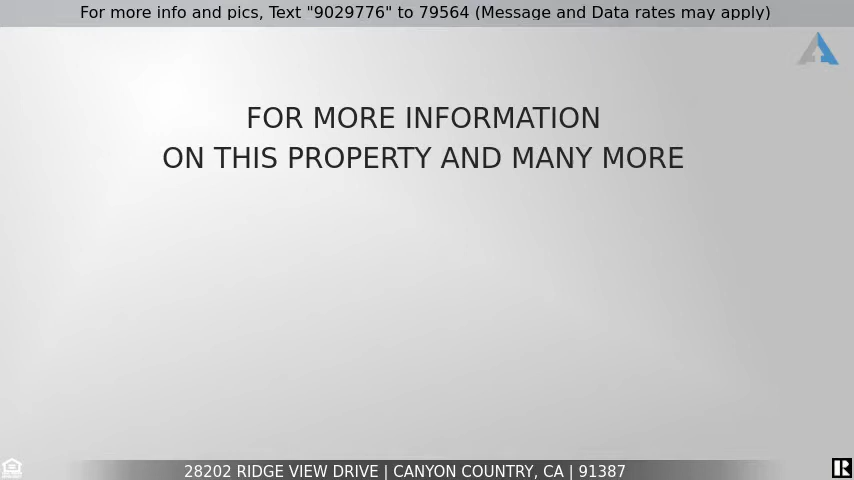 For more info and pics, Text "9029776" to 79564 (Message and Data rates may apply)
FOR MORE INFORMATION
ON THIS PROPERTY AND MANY MORE
28202 RIDGE VIEW DRIVE | CANYON COUNTRY, CA | 91387